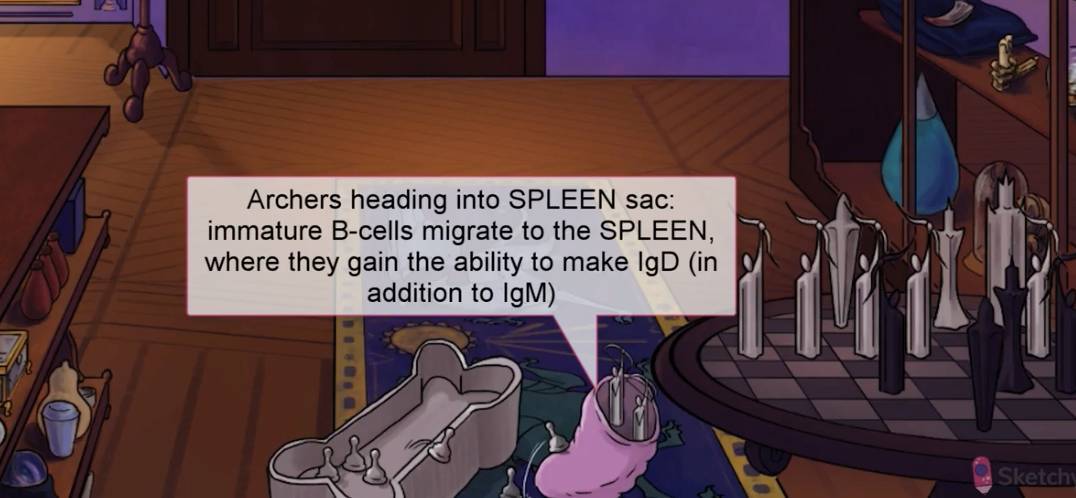 Archers heading into SPLEEN sac:
immature B-cells migrate to the SPLEEN,
where they gain the ability to make IgD (in
addition to IgM)